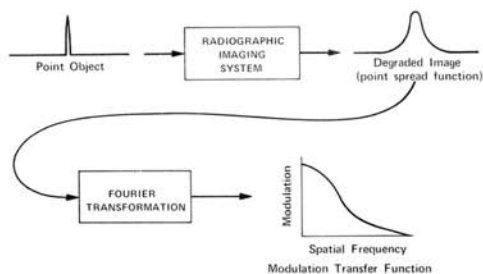 Point Object
RADIOGRAPHIC
IMAGING
SYSTEM
Degraded Image
(point spread function)
FOURIER
TRANSFORMATION
Modulation
Spatial Frequency
Modulation Transfer Function